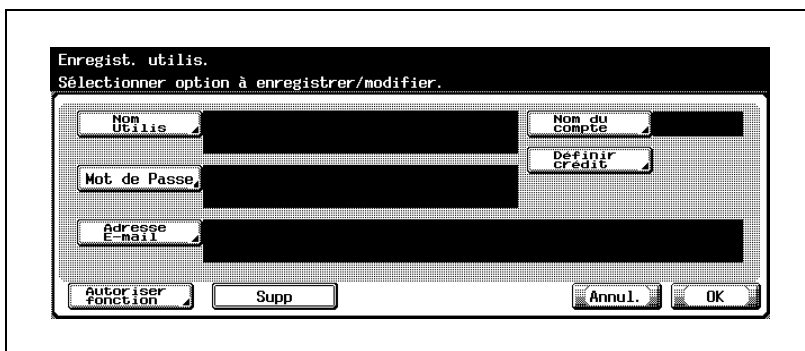 Enregist. utilis.
Sélectionner option à enregistrer/modifier.
Nom
Utilis
Nom du
compte
Définir
crédit
Mot de Passe
Adresse
E-mail
Autoriser
fonction
Supp
Annul.
OK